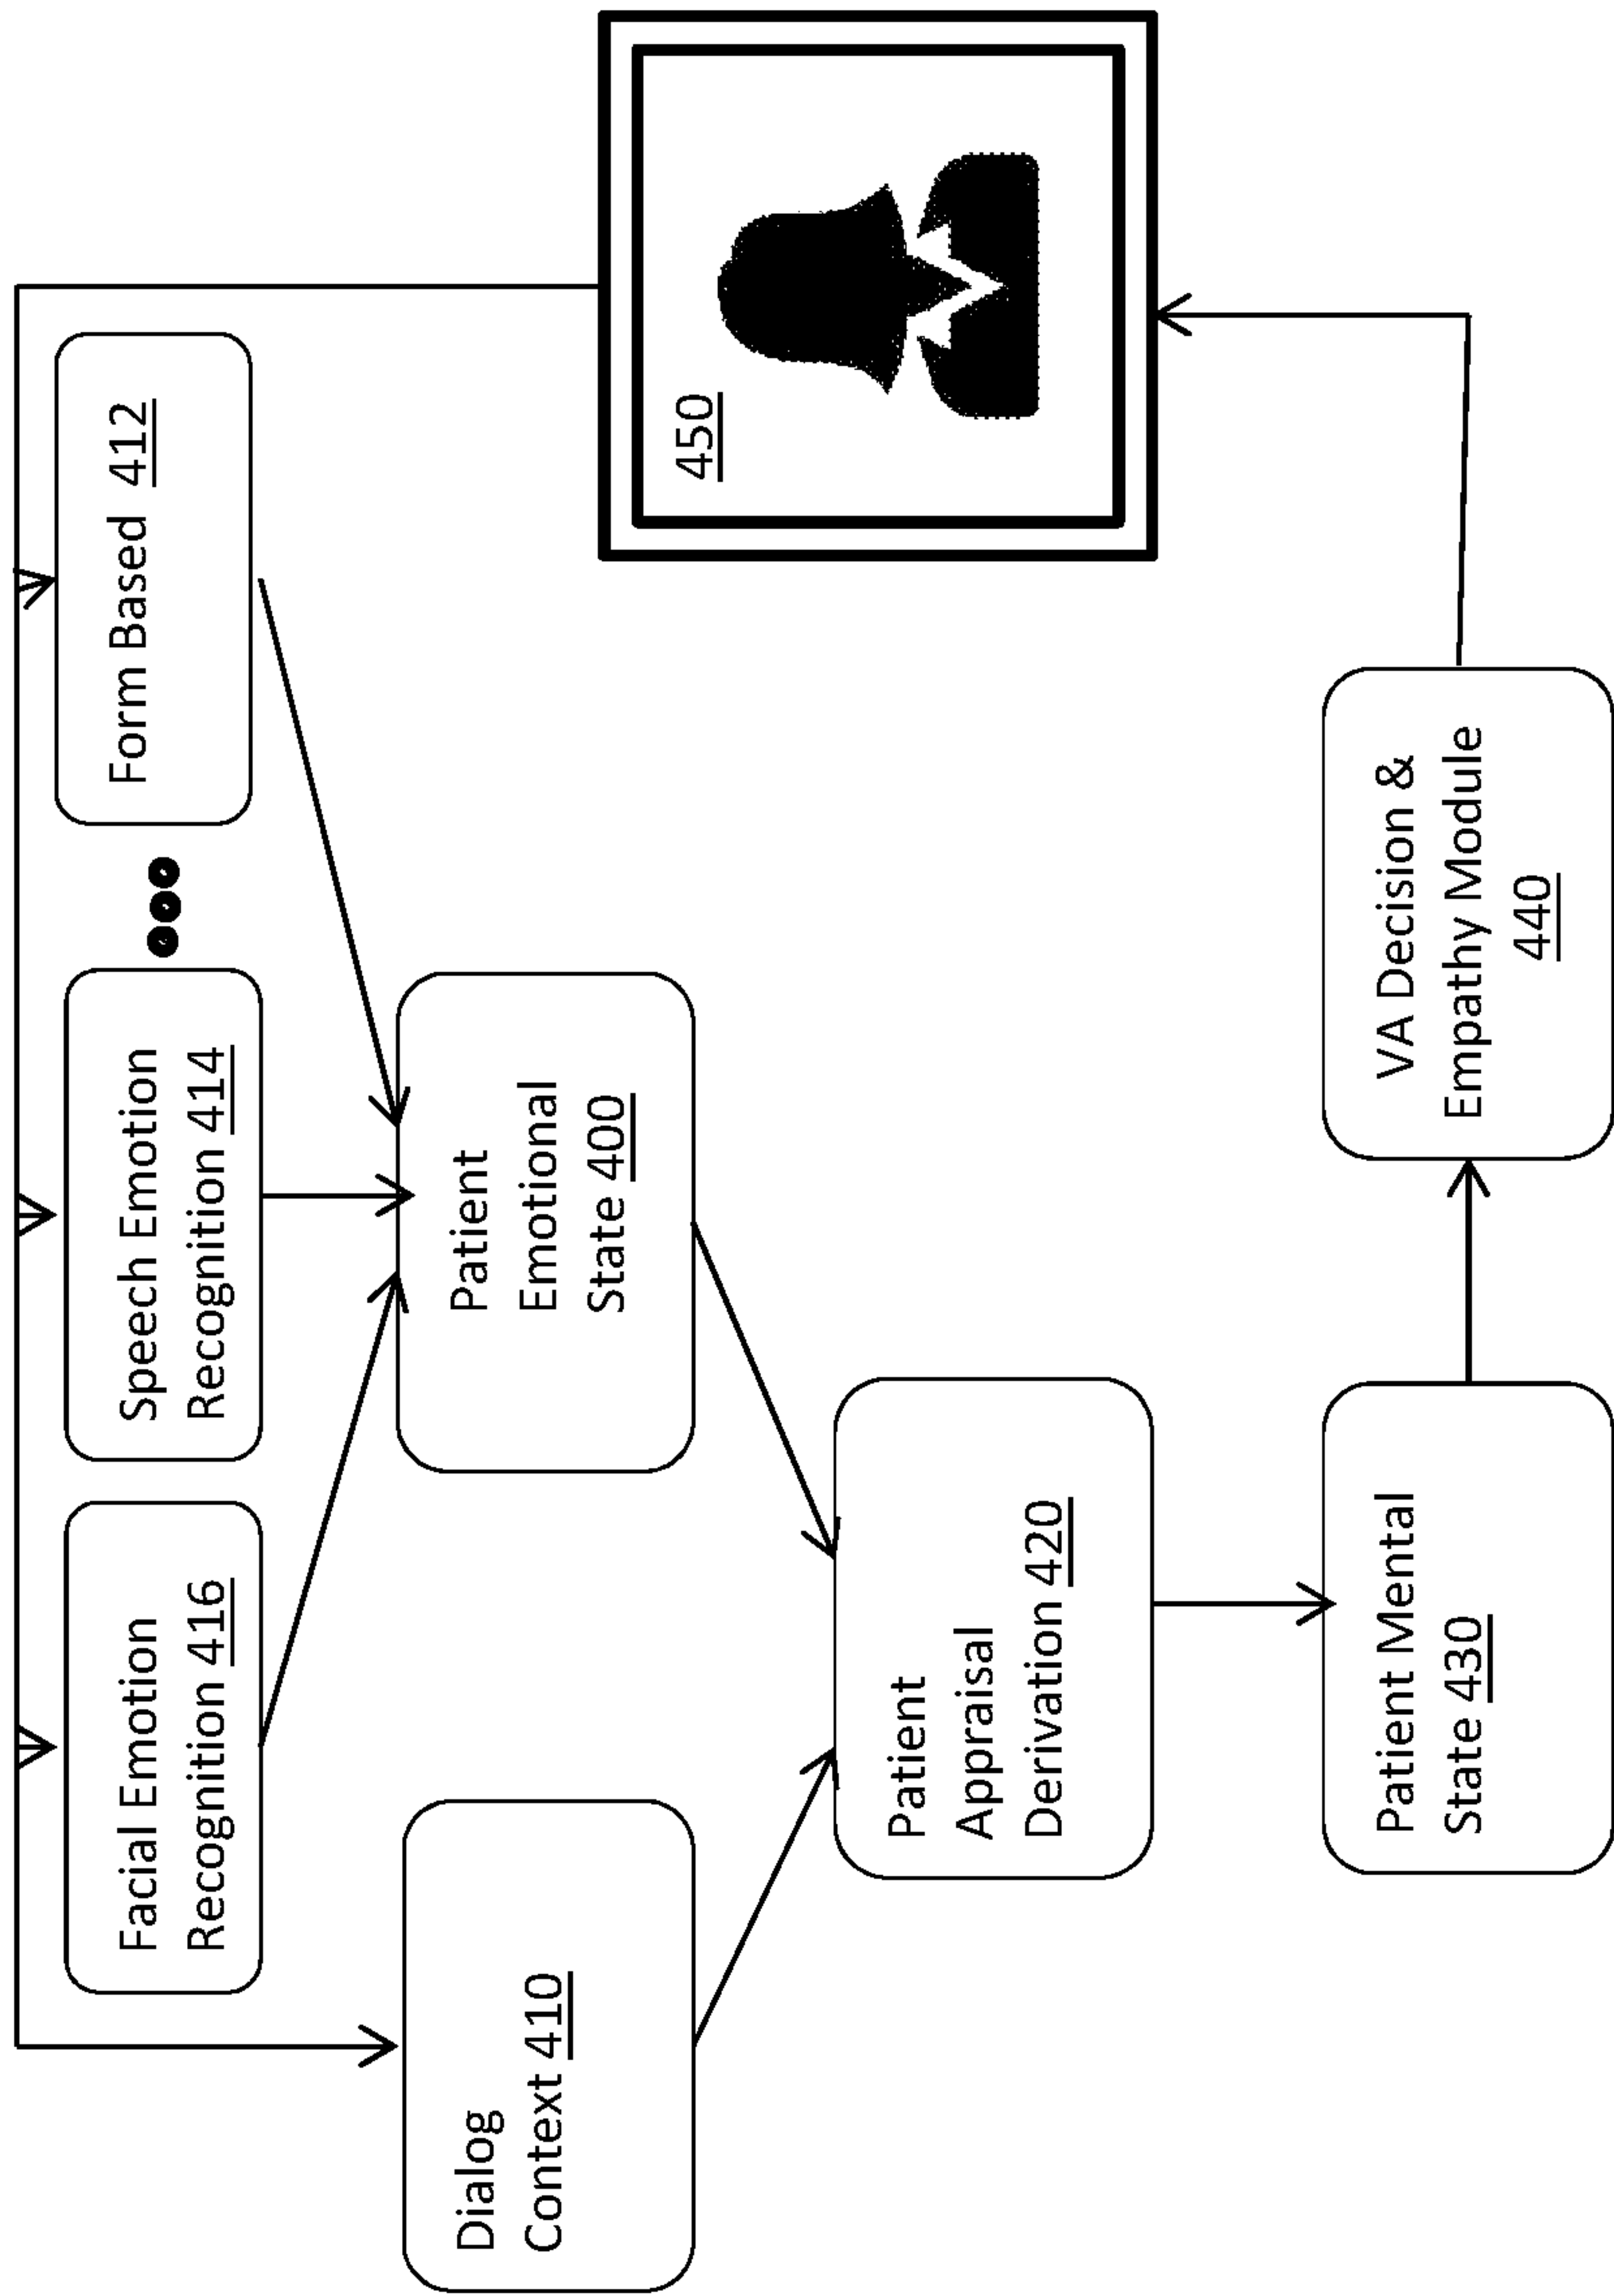 Facial Emotion
Recognition 416
Speech Emotion
Recognition 414
Form Based 412
Dialog
Context 410
Patient
Emotional
State 400
450
Patient
Appraisal
Derivation 420
Patient Mental
State 430
VA Decision &
Empathy Module
440